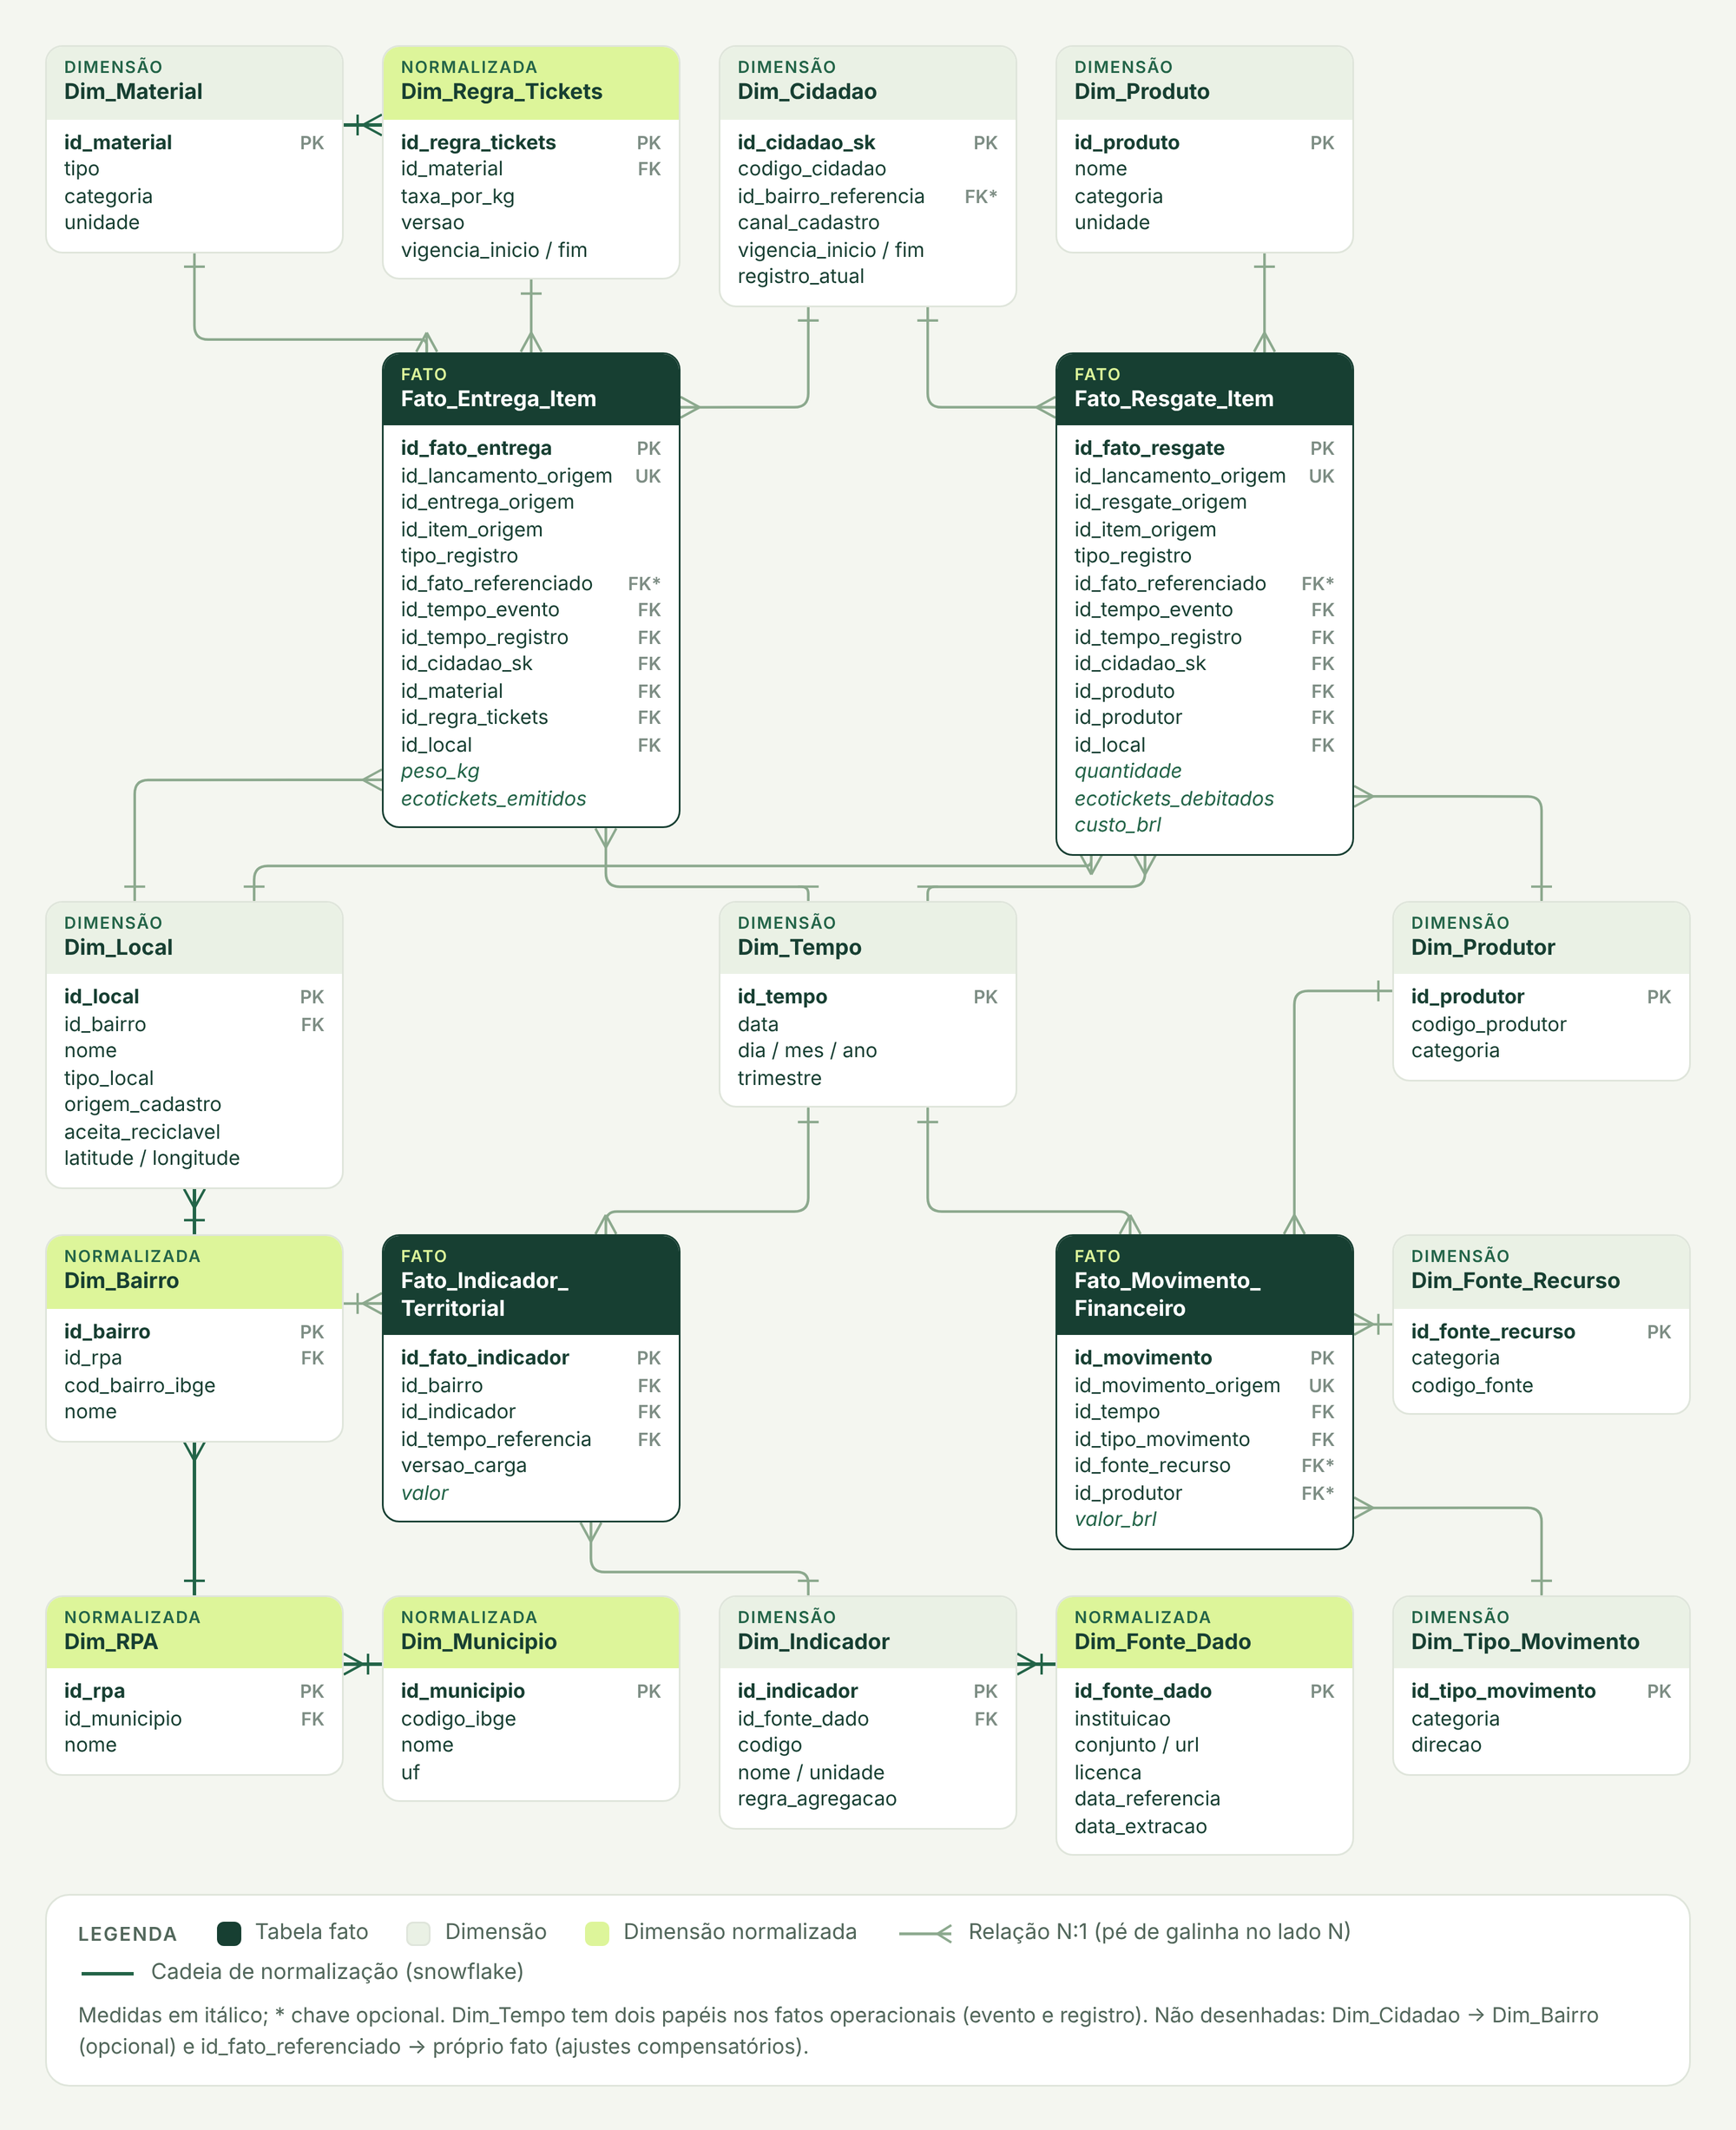 DIMENSÃO
Dim_Material
id_material PK
tipo
categoria
unidade
NORMALIZADA
Dim_Regra_Tickets
id_regra_tickets PK
id_material FK
taxa_por_kg
versao
vigencia_inicio / fim
DIMENSÃO
Dim_Cidadao
id_cidadao_sk PK
codigo_cidadao
id_bairro_referencia FK*
canal_cadastro
vigencia_inicio / fim
registro_atual
DIMENSÃO
Dim_Produto
id_produto PK
nome
categoria
unidade
FATO
Fato_Entrega_Item
id_fato_entrega PK
id_lancamento_origem UK
id_entrega_origem
id_item_origem
tipo_registro
id_fato_referenciado FK*
id_tempo_evento FK
id_tempo_registro FK
id_cidadao_sk FK
id_material FK
id_regra_tickets FK
id_local FK
peso_kg
ecotickets_emitidos
FATO
Fato_Resgate_Item
id_fato_resgate PK
id_lancamento_origem UK
id_resgate_origem
id_item_origem
tipo_registro
id_fato_referenciado FK*
id_tempo_evento FK
id_tempo_registro FK
id_cidadao_sk FK
id_produto FK
id_produtor FK
id_local FK
quantidade
ecotickets_debitados
custo_brl
DIMENSÃO
Dim_Local
id_local PK
id_bairro FK
nome
tipo_local
origem_cadastro
aceita_reciclavel
latitude / longitude
DIMENSÃO
Dim_Tempo
id_tempo PK
data
dia / mes / ano
trimestre
DIMENSÃO
Dim_Produtor
id_produtor PK
codigo_produtor
categoria
NORMALIZADA
Dim_Bairro
id_bairro PK
id_rpa FK
cod_bairro_ibge
nome
FATO
Fato_Indicador_
Territorial
id_fato_indicador PK
id_bairro FK
id_indicador FK
id_tempo_referencia FK
versao_carga
valor
FATO
Fato_Movimento_
Financeiro
id_movimento PK
id_movimento_origem UK
id_tempo FK
id_tipo_movimento FK
id_fonte_recurso FK*
id_produtor FK*
valor_brl
DIMENSÃO
Dim_Fonte_Recurso
id_fonte_recurso PK
categoria
codigo_fonte
NORMALIZADA
Dim_RPA
id_rpa PK
id_municipio FK
nome
NORMALIZADA
Dim_Municipio
id_municipio PK
codigo_ibge
nome
uf
DIMENSÃO
Dim_Indicador
id_indicador PK
id_fonte_dado FK
codigo
nome / unidade
regra_agregacao
NORMALIZADA
Dim_Fonte_Dado
id_fonte_dado PK
instituicao
conjunto / url
licenca
data_referencia
data_extracao
DIMENSÃO
Dim_Tipo_Movimento
id_tipo_movimento PK
categoria
direcao
LEGENDA Tabela fato Dimensão Dimensão normalizada Relação N:1 (pé de galinha no lado N)
Cadeia de normalização (snowflake)
Medidas em itálico; * chave opcional. Dim_Tempo tem dois papéis nos fatos operacionais (evento e registro). Não desenhadas: Dim_Cidadao → Dim_Bairro
(opcional) e id_fato_referenciado → próprio fato (ajustes compensatórios).